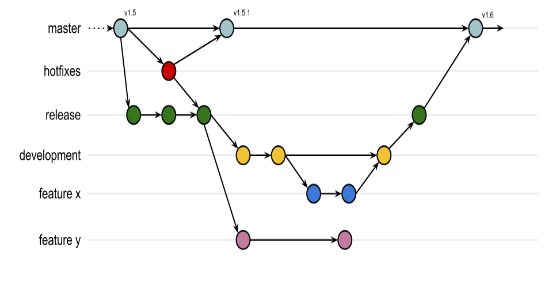 v1.5
v1.5.1
v1.6
master
hotfixes
release
development
feature x
feature y